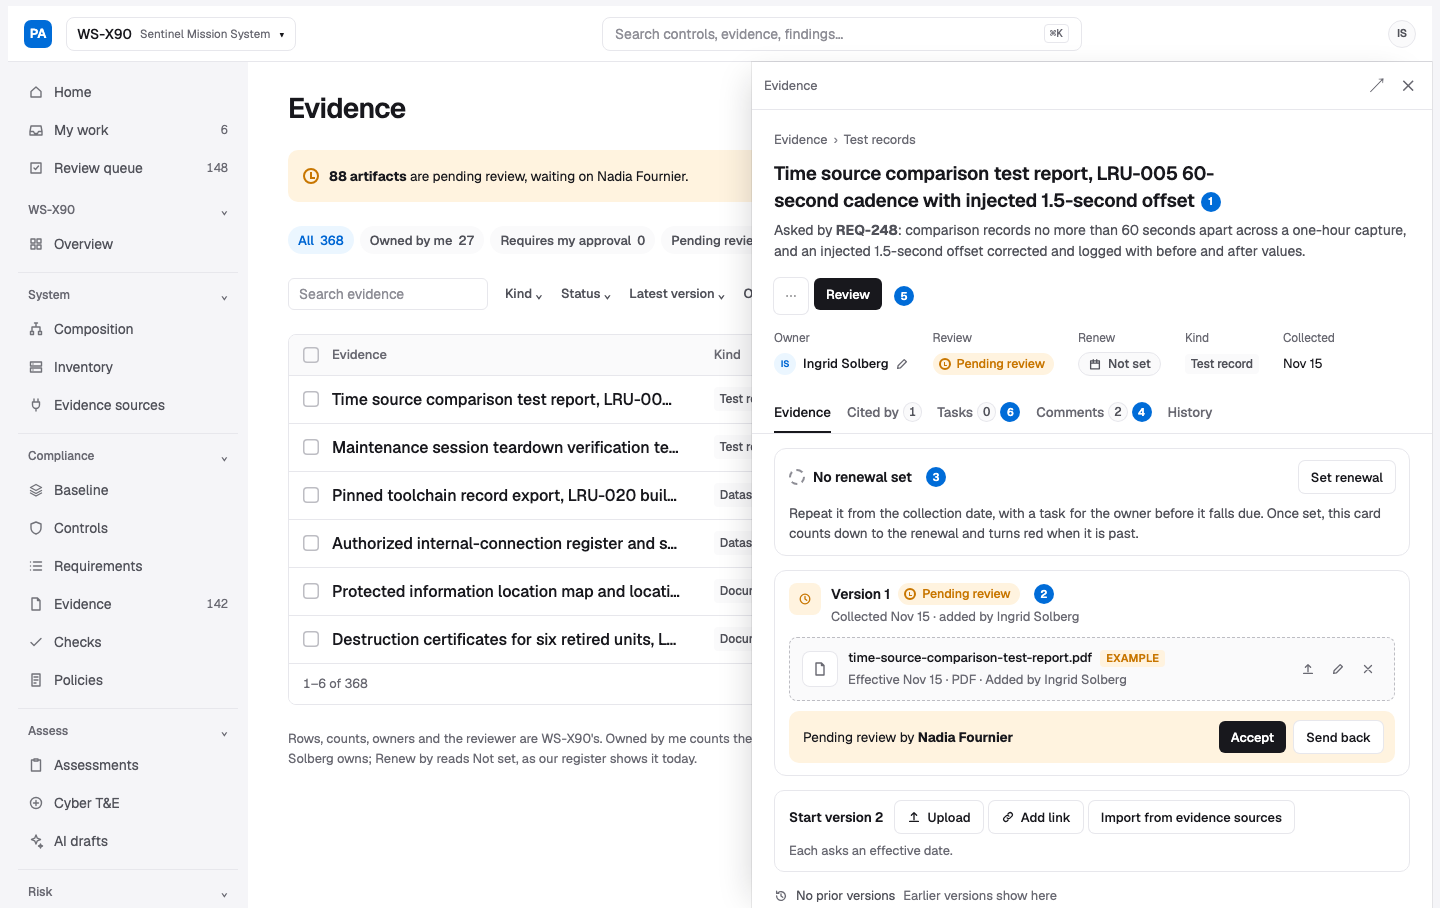 PA
WS-X90 Sentinel Mission System
Search controls, evidence, findings...
⌘K
IS
Home
My work 6
Review queue 148
WS-X90
Overview
System
Composition
Inventory
Evidence sources
Compliance
Baseline
Controls
Requirements
Evidence 142
Checks
Policies
Assess
Assessments
Cyber T&E
AI drafts
Risk
Evidence
88 artifacts are pending review, waiting on Nadia Fournier.
All 368 Owned by me 27 Requires my approval 0 Pending revie
Search evidence Kind Status Latest version O
Evidence Kind
Time source comparison test report, LRU-00... Test r
Maintenance session teardown verification te... Test r
Pinned toolchain record export, LRU-020 buil... Datas
Authorized internal-connection register and s... Datas
Protected information location map and locati... Docur
Destruction certificates for six retired units, L... Docur
1–6 of 368
Rows, counts, owners and the reviewer are WS-X90's. Owned by me counts the
Solberg owns; Renew by reads Not set, as our register shows it today.
Evidence
Evidence › Test records
Time source comparison test report, LRU-005 60-
second cadence with injected 1.5-second offset 1
Asked by REQ-248: comparison records no more than 60 seconds apart across a one-hour capture,
and an injected 1.5-second offset corrected and logged with before and after values.
... Review 5
Owner Review Renew Kind Collected
IS Ingrid Solberg Pending review Not set Test record Nov 15
Evidence Cited by 1 Tasks 0 6 Comments 2 4 History
No renewal set 3 Set renewal
Repeat it from the collection date, with a task for the owner before it falls due. Once set, this card
counts down to the renewal and turns red when it is past.
Version 1 Pending review 2
Collected Nov 15 · added by Ingrid Solberg
time-source-comparison-test-report.pdf EXAMPLE
Effective Nov 15 · PDF · Added by Ingrid Solberg
Pending review by Nadia Fournier Accept Send back
Start version 2 Upload Add link Import from evidence sources
Each asks an effective date.
No prior versions Earlier versions show here